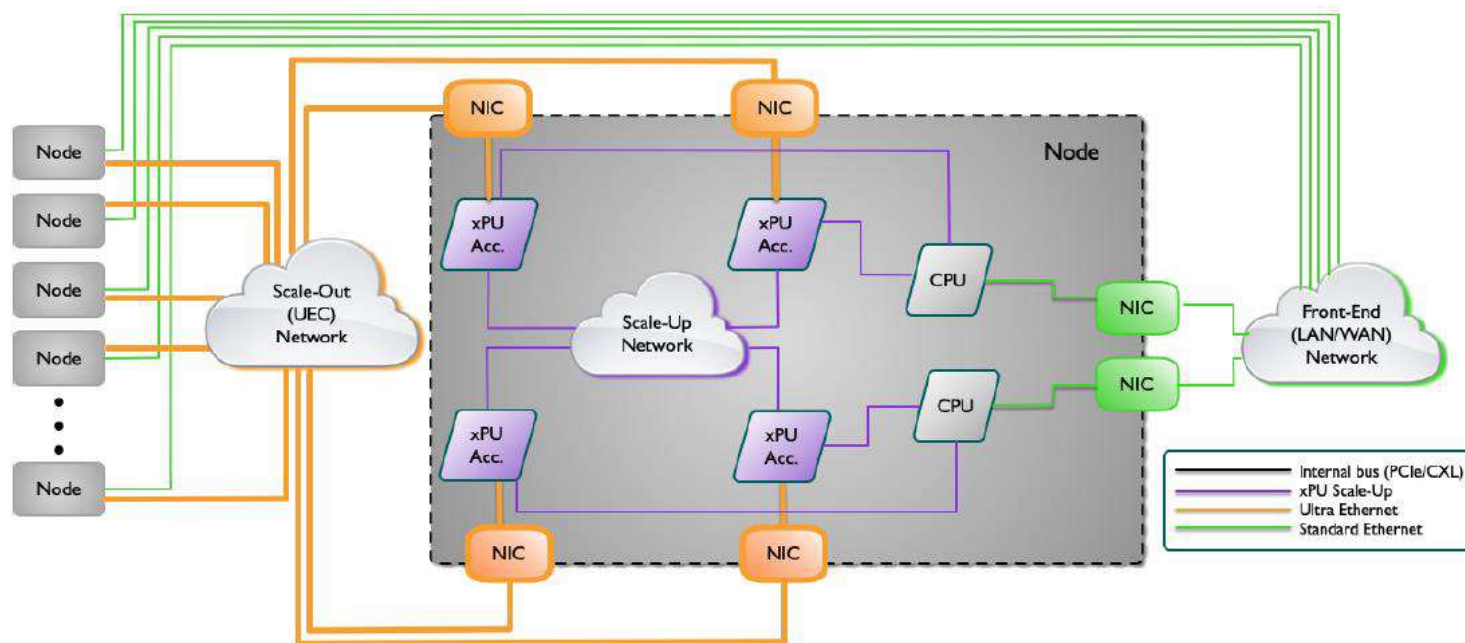 NIC
NIC
Node
Node
Node
Node
Node
Node
xPU
Acc.
xPU
Acc.
CPU
Scale-Out
(UEC)
Network
Scale-Up
Network
NIC
Front-End
(LAN/WAN)
Network
NIC
xPU
Acc.
xPU
Acc.
CPU
NIC
NIC
Internal bus (PCIe/CXL)
xPU Scale-Up
Ultra Ethernet
Standard Ethernet